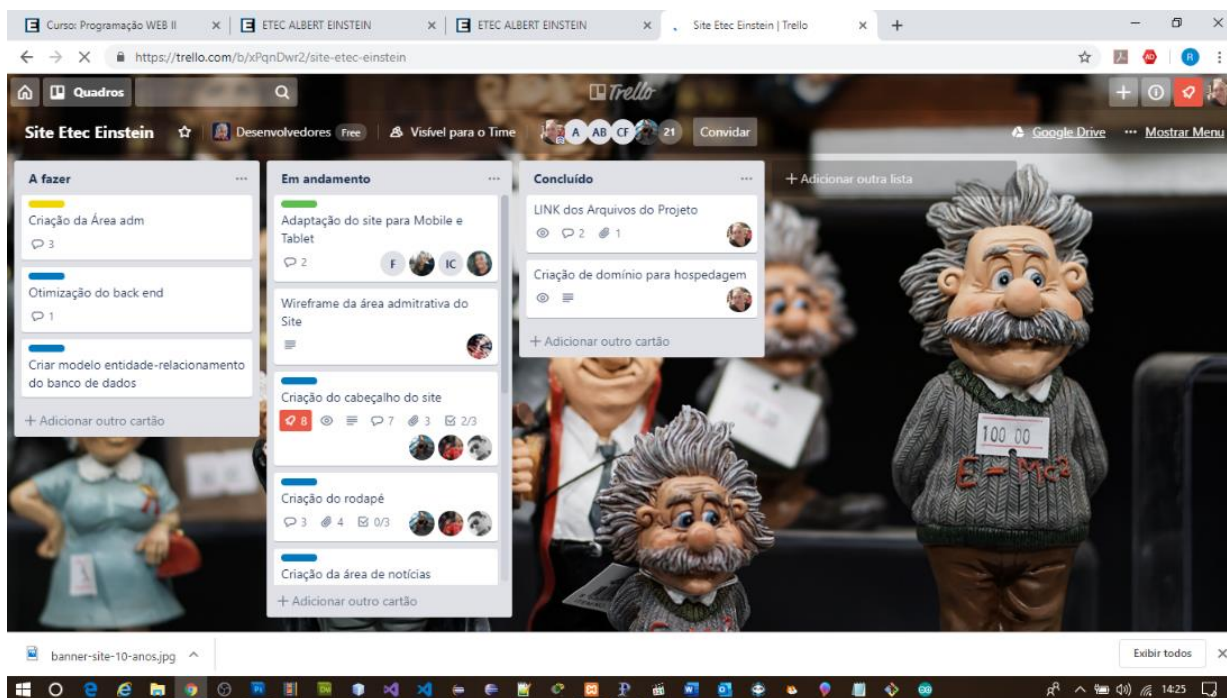 Curso: Programação WEB II
ETEC ALBERT EINSTEIN
ETEC ALBERT EINSTEIN
Site Etec Einstein | Trello
https://trello.com/b/xPqnDwr2/site-etec-einstein
R
Quadros
Trello
Site Etec Einstein
Desenvolvedores Free
Visível para o Time
A AB CF 21
Convidar
Google Drive
Mostrar Menu
A fazer
Criação da Área adm
3
Otimização do back end
1
Criar modelo entidade-relacionamento
do banco de dados
+ Adicionar outro cartão
Em andamento
Adaptação do site para Mobile e
Tablet
2 F IC
Wireframe da área admitrativa do
Site
Criação do cabeçalho do site
8 7 3 2/3
Criação do rodapé
3 4 0/3
Criação da área de notícias
+ Adicionar outro cartão
Concluído
LINK dos Arquivos do Projeto
2 1
Criação de domínio para hospedagem
+ Adicionar outro cartão
+ Adicionar outra lista
100 00
E=Mc2
banner-site-10-anos.jpg
Exibir todos
14:25